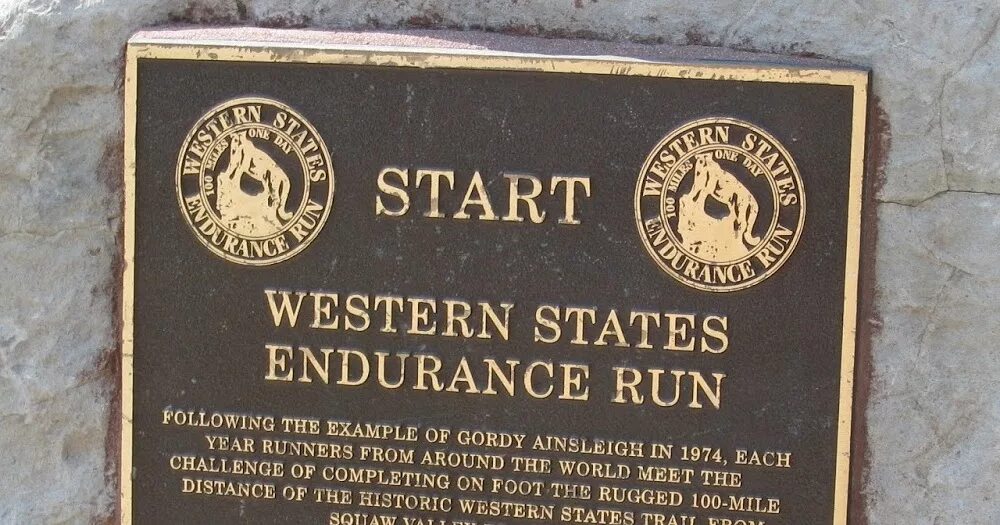 WESTERN STATES
100 MILES ONE DAY
ENDURANCE RUN
START
WESTERN STATES
100 MILES ONE DAY
ENDURANCE RUN
WESTERN STATES
ENDURANCE RUN
FOLLOWING THE EXAMPLE OF GORDY AINSLEIGH IN 1974, EACH
YEAR RUNNERS FROM AROUND THE WORLD MEET THE
CHALLENGE OF COMPLETING ON FOOT THE RUGGED 100-MILE
DISTANCE OF THE HISTORIC WESTERN STATES TRAIL FROM
SQUAW VALLEY